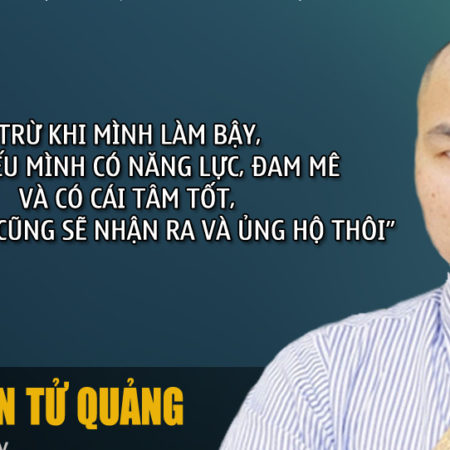 TRỪ KHI MÌNH LÀM BẬY,
ẾU MÌNH CÓ NĂNG LỰC, ĐAM MÊ
VÀ CÓ CÁI TÂM TỐT,
CŨNG SẼ NHẬN RA VÀ ỦNG HỘ THÔI”
N TỬ QUẢNG